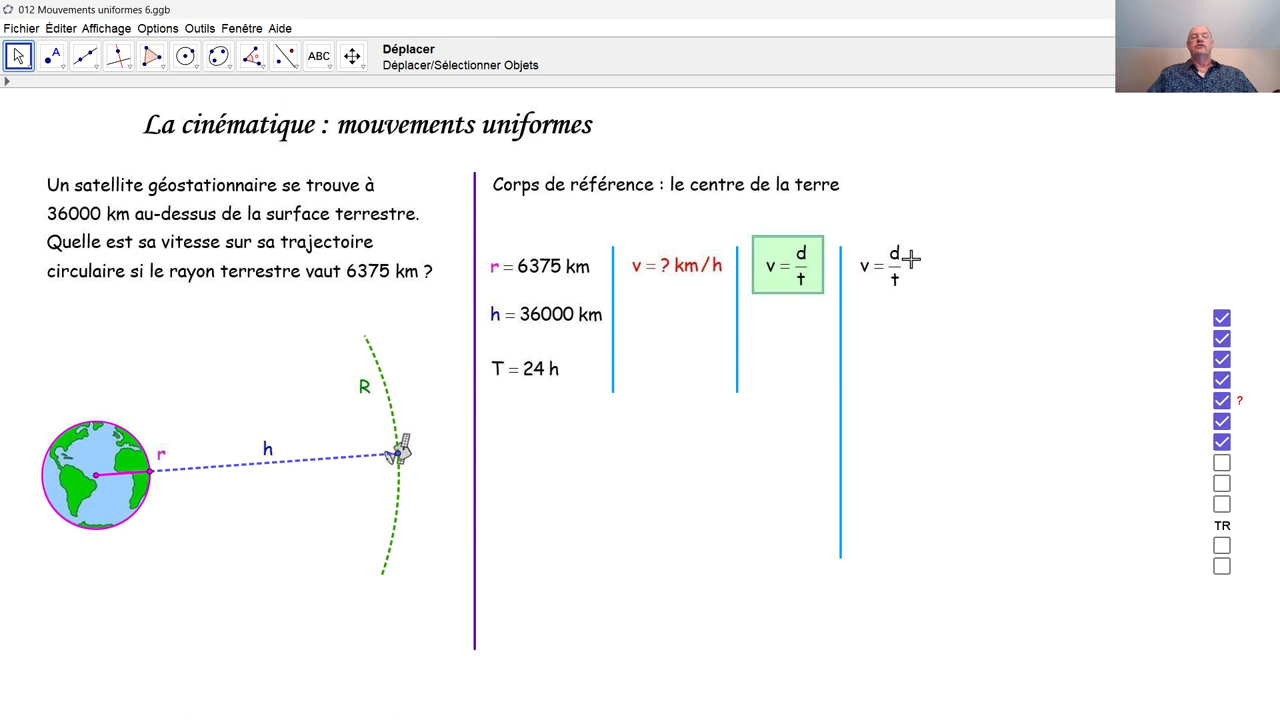 012 Mouvements uniformes 6.ggb
Fichier Éditer Affichage Options Outils Fenêtre Aide
A
ABC
Déplacer
Déplacer/Sélectionner Objets
La cinématique : mouvements uniformes
Un satellite géostationnaire se trouve à
36000 km au-dessus de la surface terrestre.
Quelle est sa vitesse sur sa trajectoire
circulaire si le rayon terrestre vaut 6375 km ?
R
r
h
Corps de référence : le centre de la terre
r = 6375 km
h = 36000 km
T = 24 h
v = ? km/h
v = d/t
v = d/t
?
TR